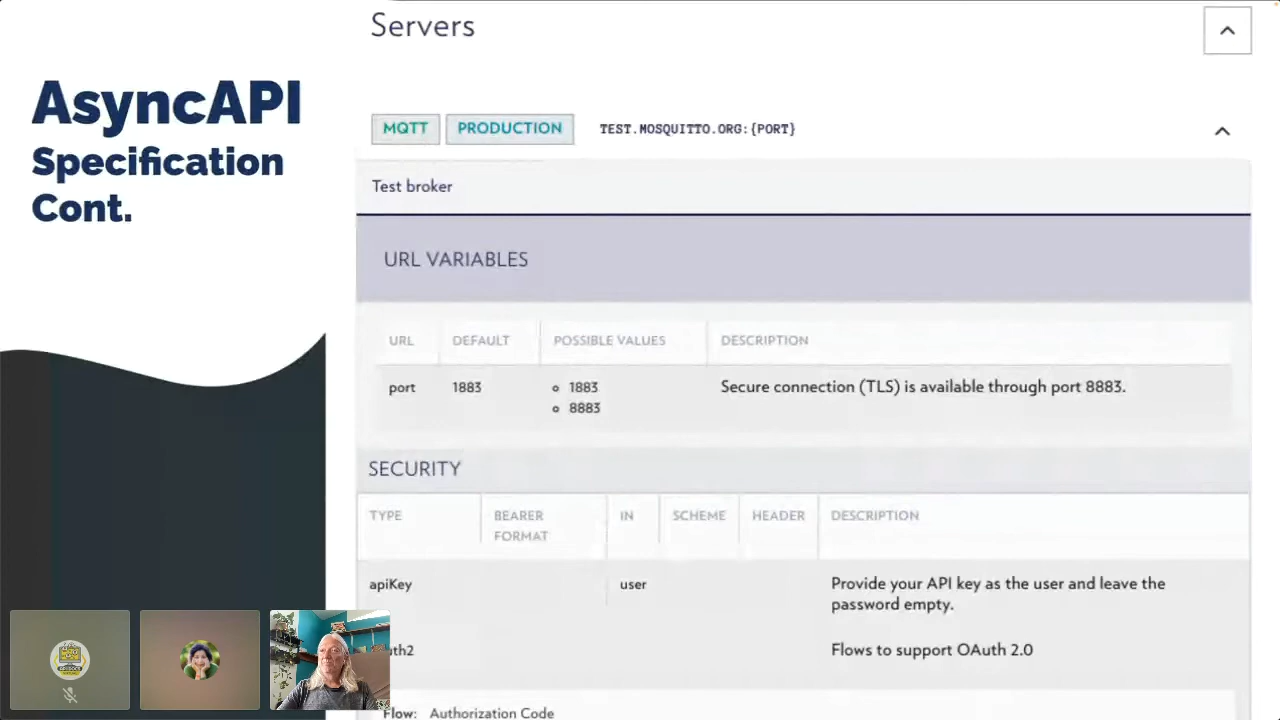 AsyncAPI
Specification
Cont.
Servers
MQTT PRODUCTION TEST.MOSQUITTO.ORG:{PORT}
Test broker
URL VARIABLES
URL DEFAULT POSSIBLE VALUES DESCRIPTION
port 1883 1883 Secure connection (TLS) is available through port 8883.
8883
SECURITY
TYPE BEARER FORMAT IN SCHEME HEADER DESCRIPTION
apiKey user Provide your API key as the user and leave the
password empty.
uth2 Flows to support OAuth 2.0
Flow: Authorization Code